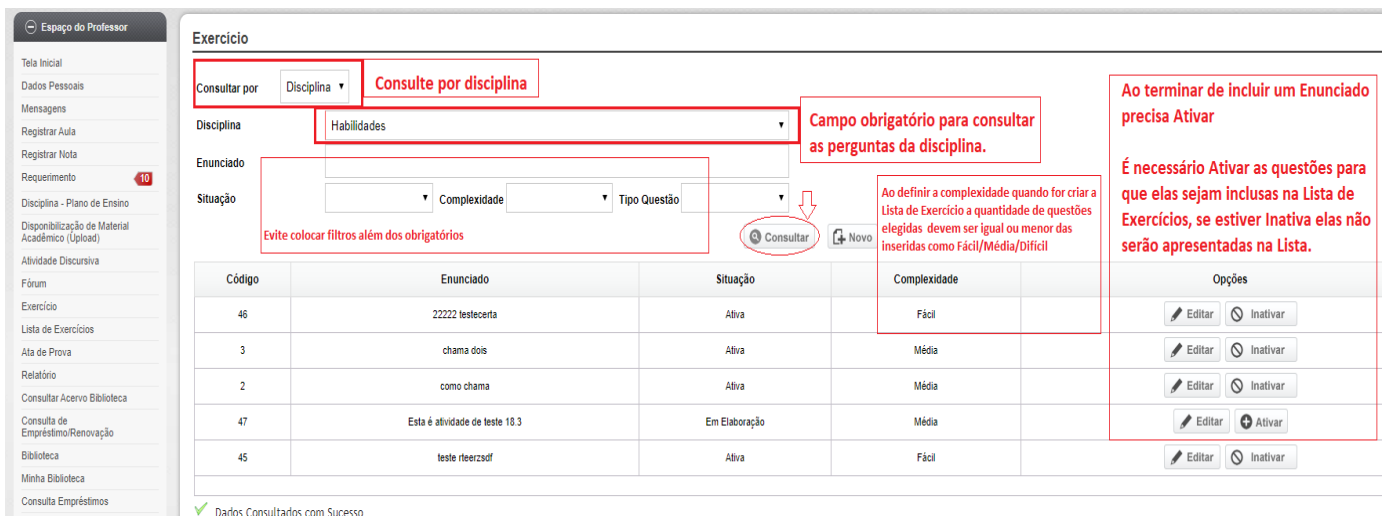 Espaço do Professor
Tela Inicial
Dados Pessoais
Mensagens
Registrar Aula
Registrar Nota
Requerimento 10
Disciplina - Plano de Ensino
Disponibilização de Material
Acadêmico (Upload)
Atividade Discursiva
Fórum
Exercício
Lista de Exercícios
Ata de Prova
Relatório
Consultar Acervo Biblioteca
Consulta de
Empréstimo/Renovação
Biblioteca
Minha Biblioteca
Consulta Empréstimos
Exercício
Consultar por Disciplina
Consulte por disciplina
Disciplina Habilidades
Campo obrigatório para consultar
as perguntas da disciplina.
Enunciado
Situação Complexidade Tipo Questão
Evite colocar filtros além dos obrigatórios
Consultar Novo
Ao definir a complexidade quando for criar a
Lista de Exercício a quantidade de questões
elegidas devem ser igual ou menor das
inseridas como Fácil/Média/Difícil
Ao terminar de incluir um Enunciado
precisa Ativar
É necessário Ativar as questões para
que elas sejam inclusas na Lista de
Exercícios, se estiver Inativa elas não
serão apresentadas na Lista.
Código Enunciado Situação Complexidade Opções
46 22222 testecerta Ativa Fácil Editar Inativar
3 chama dois Ativa Média Editar Inativar
2 como chama Ativa Média Editar Inativar
47 Esta é atividade de teste 18.3 Em Elaboração Média Editar Ativar
45 teste rteerzsdf Ativa Fácil Editar Inativar
Dados Consultados com Sucesso